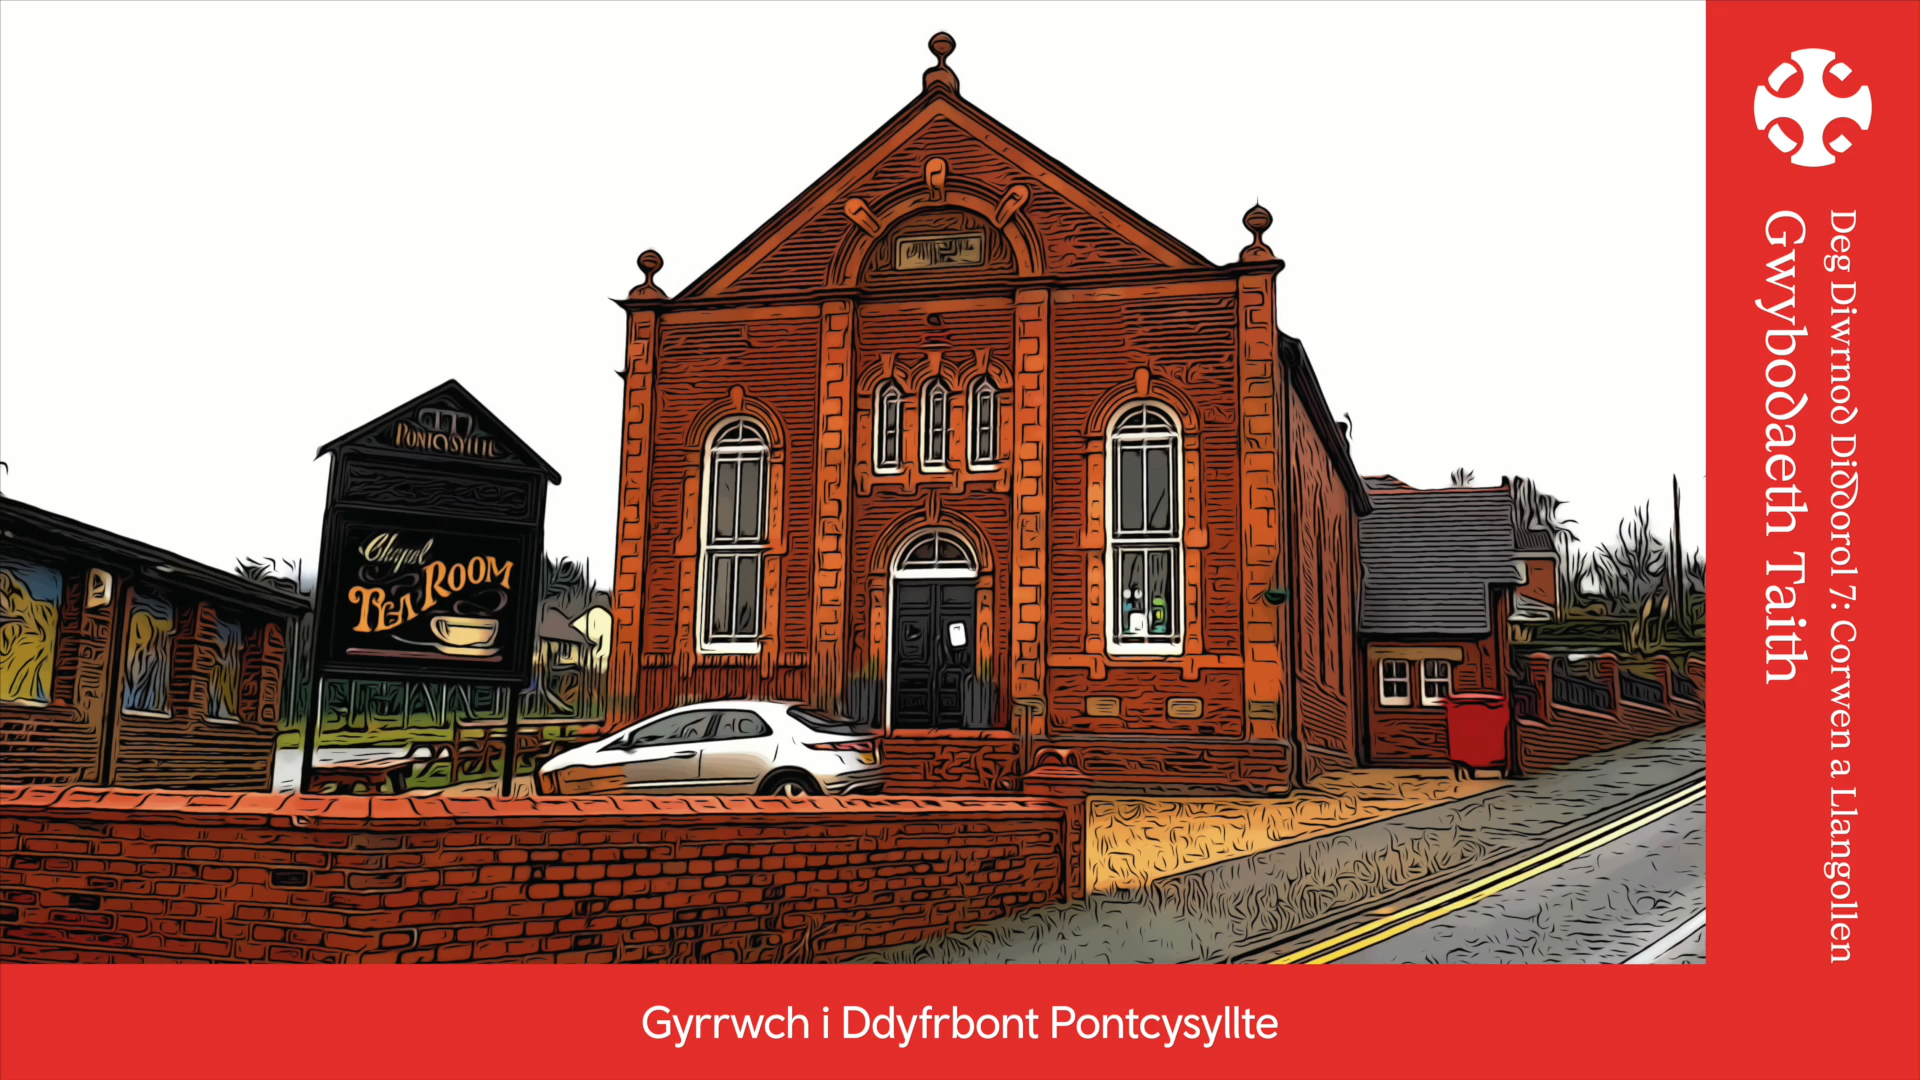 Deg Diwrnod Diddorol 7: Corwen a Llangollen
Gwybodaeth Taith
PONTCYSYLLTE
Chapel
TEA ROOM
Gyrrwch i Ddyfrbont Pontcysyllte